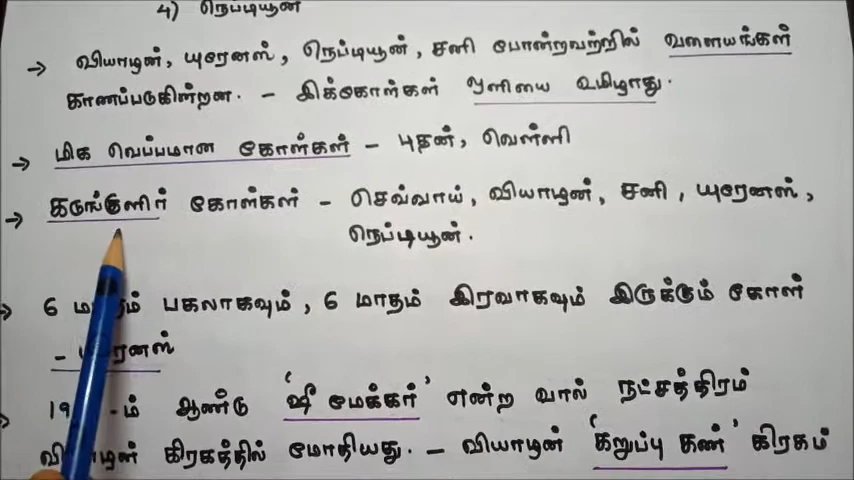 4) நெப்டியூன்
→ வியாழன், யுரேனஸ், நெப்டியூன், சனி போன்றவற்றில் வளையங்கள்
காணப்படுகின்றன. - இக்கோள்கள் ஒளியை உமிழாது.
→ மிக வெப்பமான கோள்கள் - புதன், வெள்ளி
→ கடுங்குளிர் கோள்கள் - செவ்வாய், வியாழன், சனி, யுரேனஸ்,
நெப்டியூன்.
→ 6 மாதம் பகலாகவும், 6 மாதம் இரவாகவும் இருக்கும் கோள்
- யுரேனஸ்
-ம் ஆண்டு 'ஷீ மேக்கர்' என்ற வால் நட்சத்திரம்
வியாழன் கிரகத்தில் மோதியது. - வியாழன் 'கறுப்பு கண்' கிரகம்